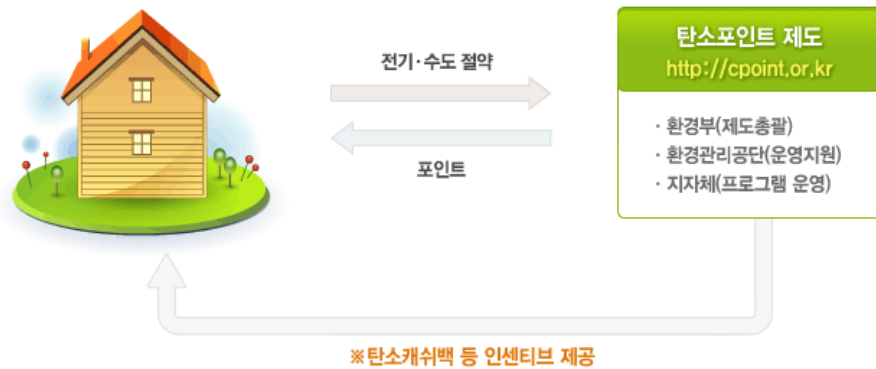 전기·수도 절약
포인트
탄소포인트 제도
http://cpoint.or.kr
· 환경부(제도총괄)
· 환경관리공단(운영지원)
· 지자체(프로그램 운영)
※탄소캐쉬백 등 인센티브 제공